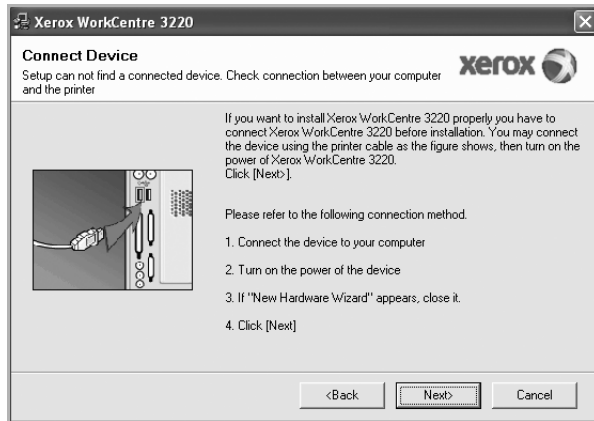 Xerox WorkCentre 3220
Connect Device
Setup can not find a connected device. Check connection between your computer
and the printer
xerox
If you want to install Xerox WorkCentre 3220 properly you have to
connect Xerox WorkCentre 3220 before installation. You may connect
the device using the printer cable as the figure shows, then turn on the
power of Xerox WorkCentre 3220.
Click [Next>].
Please refer to the following connection method.
1. Connect the device to your computer
2. Turn on the power of the device
3. If "New Hardware Wizard" appears, close it.
4. Click [Next]
<Back
Next>
Cancel